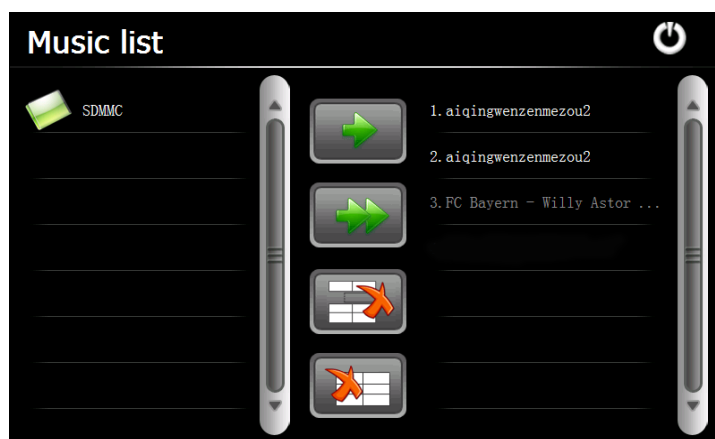 Music list
SDMMC
1.aiqingwenzenmezou2
2.aiqingwenzenmezou2
3.FC Bayern - Willy Astor ...